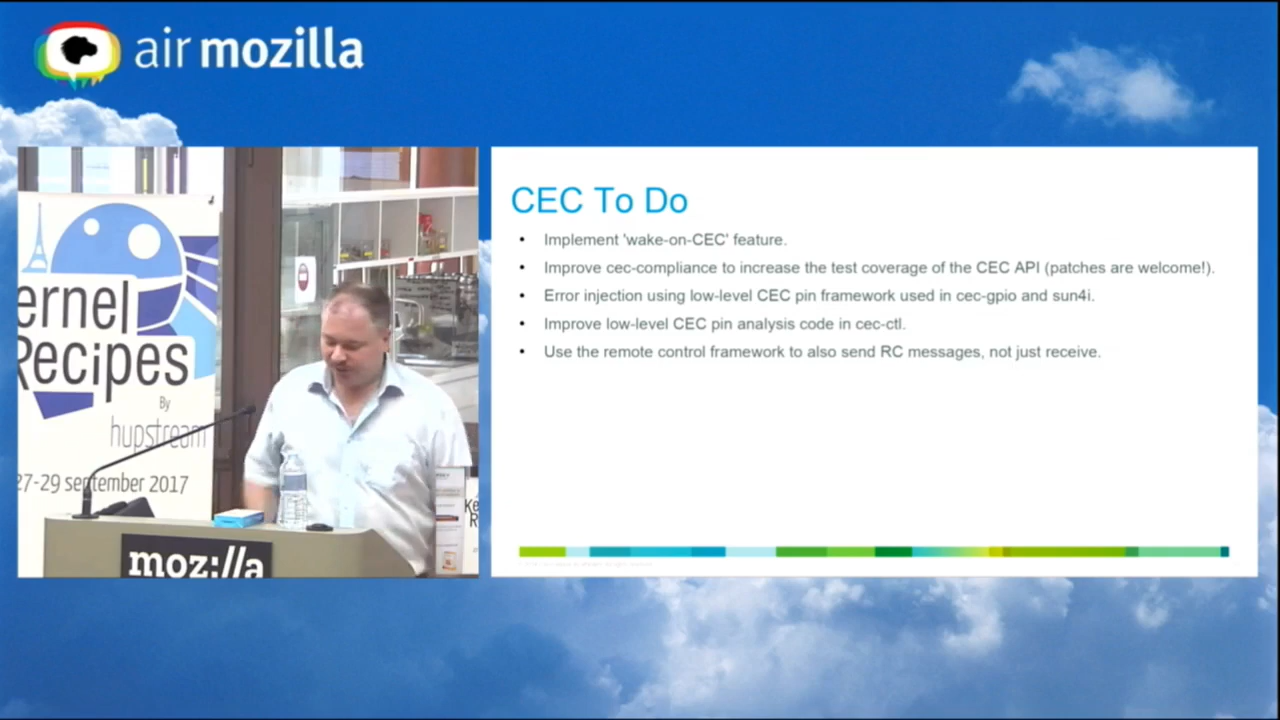 air mozilla
ernel
Recipes
By
hupstream
27-29 september 2017
moz://a
Ke
R
CEC To Do
• Implement 'wake-on-CEC' feature.
• Improve cec-compliance to increase the test coverage of the CEC API (patches are welcome!).
• Error injection using low-level CEC pin framework used in cec-gpio and sun4i.
• Improve low-level CEC pin analysis code in cec-ctl.
• Use the remote control framework to also send RC messages, not just receive.